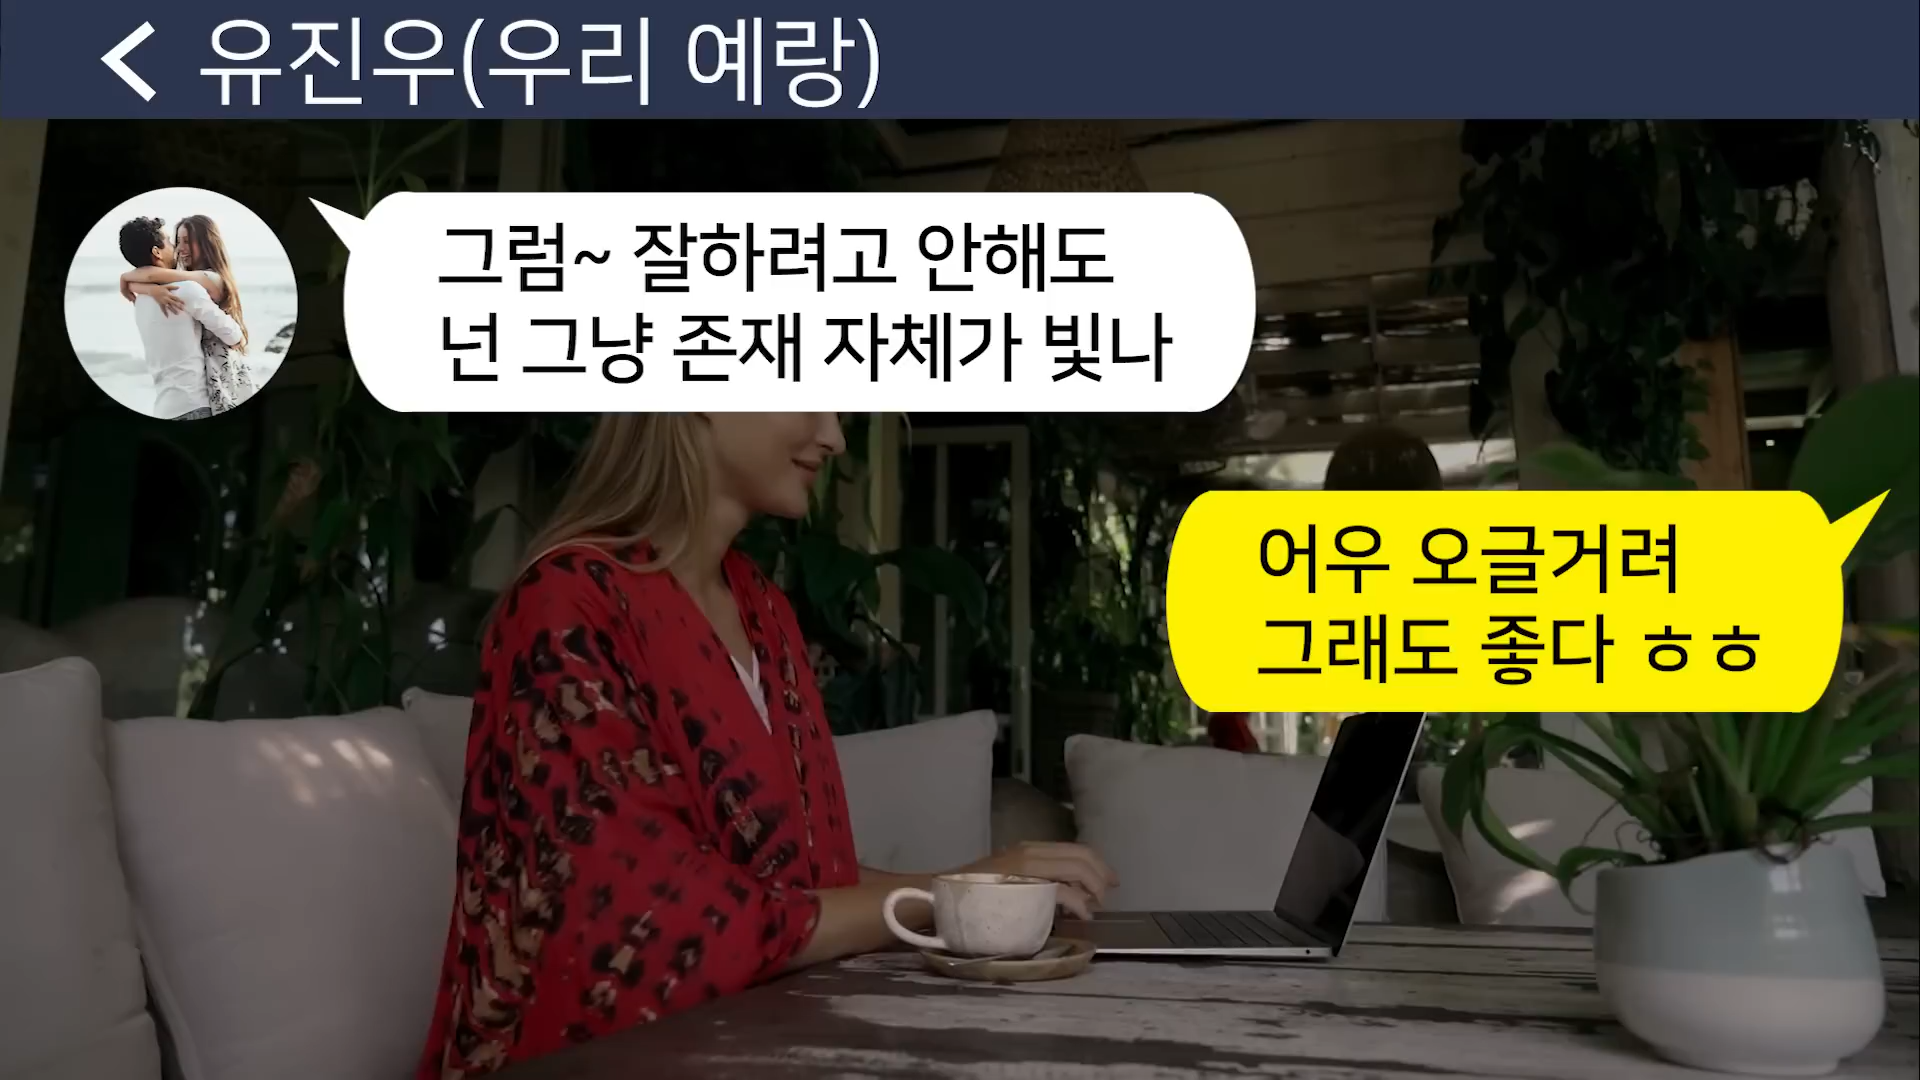 유진우(우리 예랑)
그럼~ 잘하려고 안해도
넌 그냥 존재 자체가 빛나
어우 오글거려
그래도 좋다 ㅎㅎ